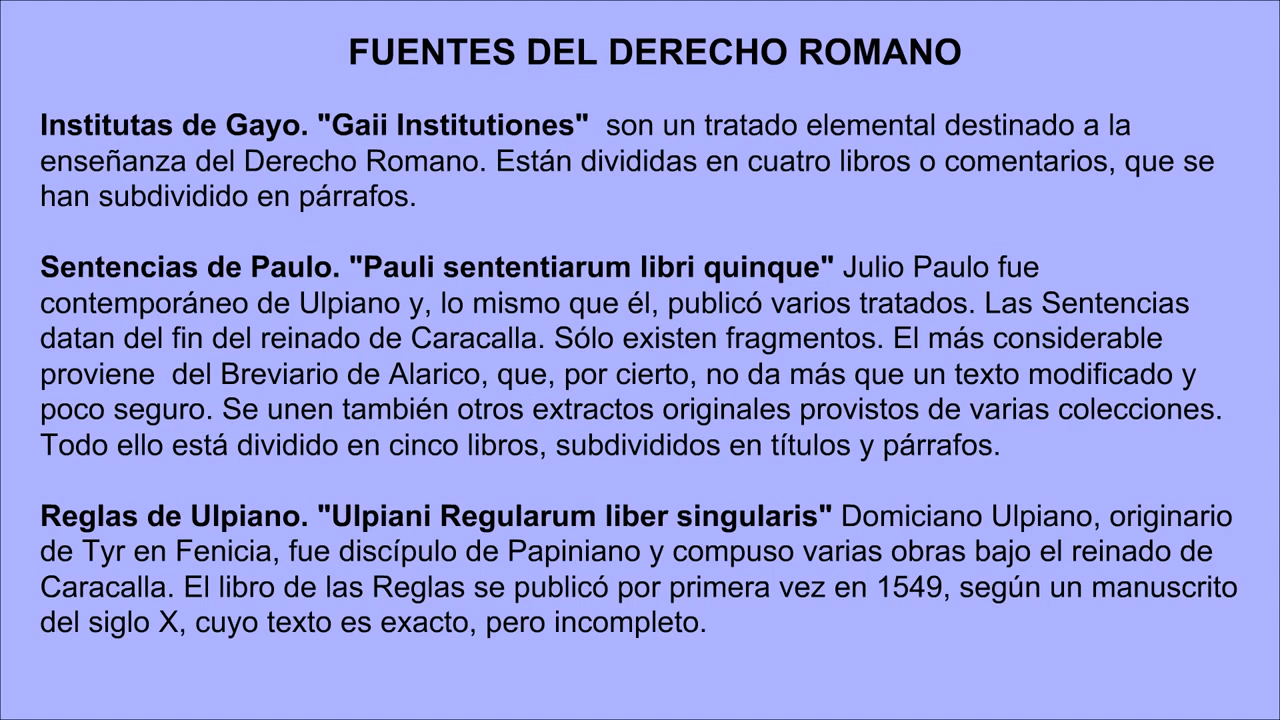 FUENTES DEL DERECHO ROMANO
Institutas de Gayo. "Gaii Institutiones"  son un tratado elemental destinado a la
enseñanza del Derecho Romano. Están divididas en cuatro libros o comentarios, que se
han subdividido en párrafos.
Sentencias de Paulo. "Pauli sententiarum libri quinque" Julio Paulo fue
contemporáneo de Ulpiano y, lo mismo que él, publicó varios tratados. Las Sentencias
datan del fin del reinado de Caracalla. Sólo existen fragmentos. El más considerable
proviene  del Breviario de Alarico, que, por cierto, no da más que un texto modificado y
poco seguro. Se unen también otros extractos originales provistos de varias colecciones.
Todo ello está dividido en cinco libros, subdivididos en títulos y párrafos.
Reglas de Ulpiano. "Ulpiani Regularum liber singularis" Domiciano Ulpiano, originario
de Tyr en Fenicia, fue discípulo de Papiniano y compuso varias obras bajo el reinado de
Caracalla. El libro de las Reglas se publicó por primera vez en 1549, según un manuscrito
del siglo X, cuyo texto es exacto, pero incompleto.